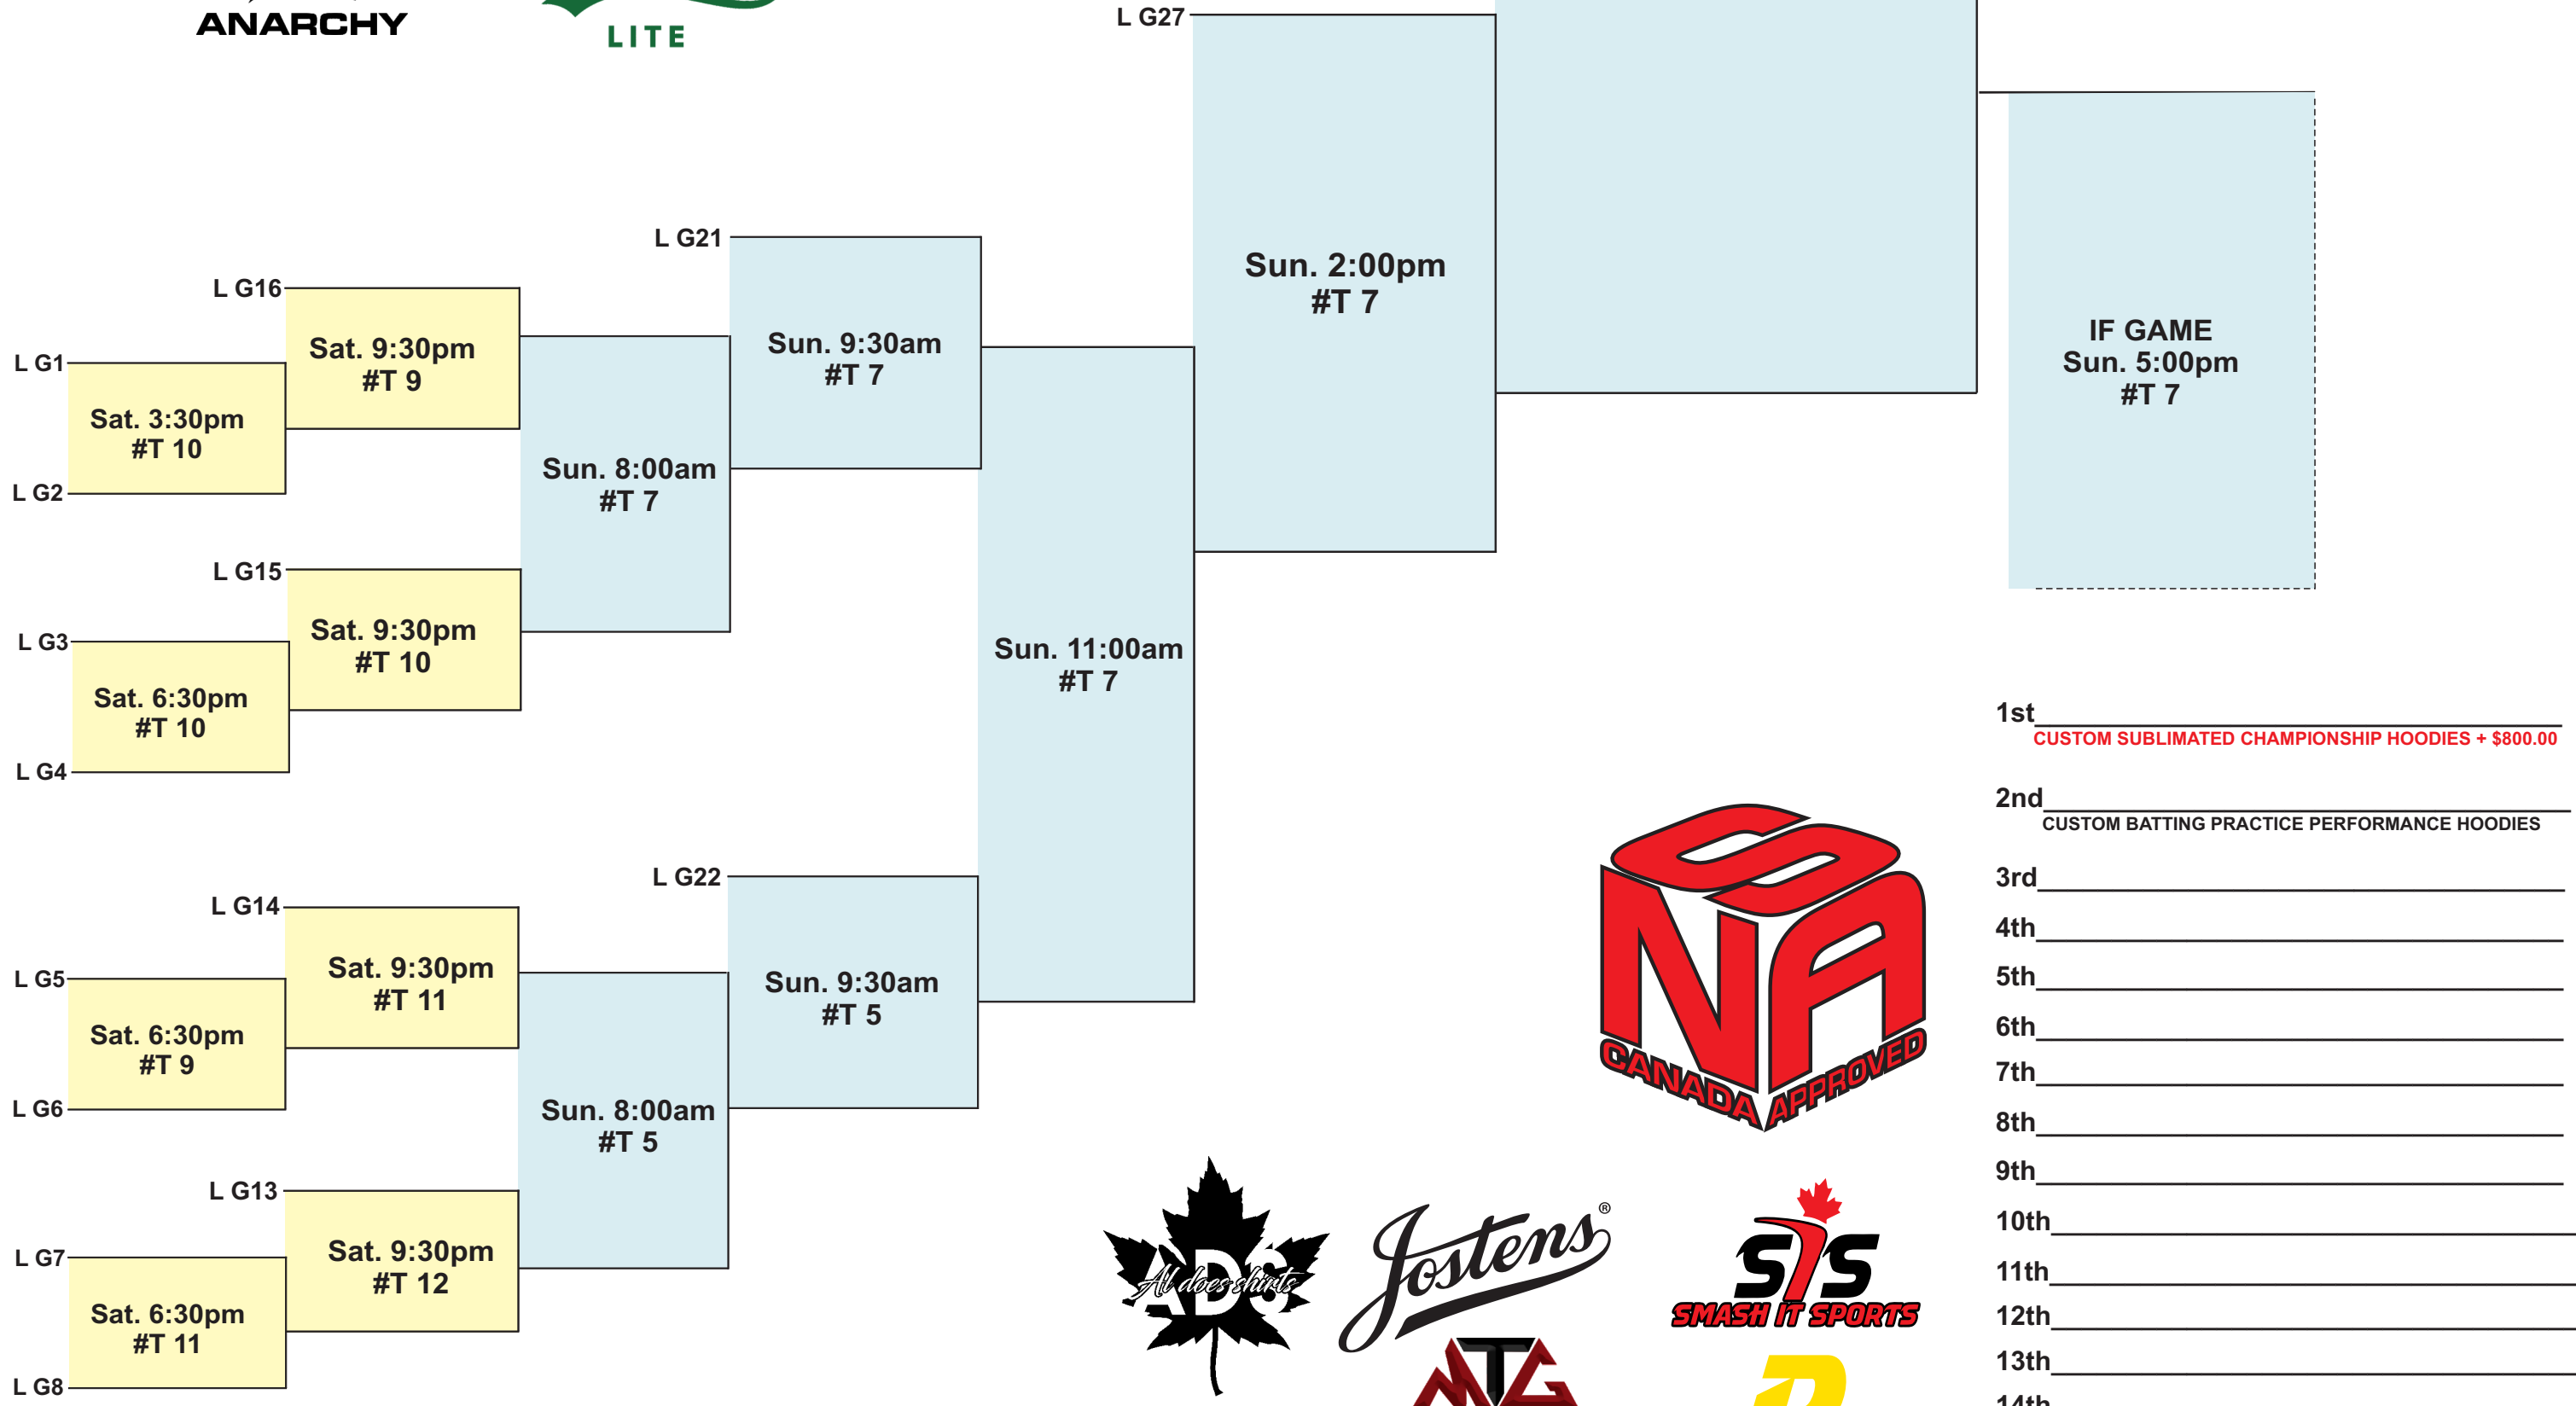 ANARCHY
LITE
L G27
L G21
L G16
Sun. 2:00pm
#T 7
Sat. 9:30pm
#T 9
Sun. 9:30am
#T 7
IF GAME
Sun. 5:00pm
#T 7
L G1
Sat. 3:30pm
#T 10
L G2
Sun. 8:00am
#T 7
L G15
Sat. 9:30pm
#T 10
L G3
Sat. 6:30pm
#T 10
L G4
Sun. 11:00am
#T 7
1st
CUSTOM SUBLIMATED CHAMPIONSHIP HOODIES + $800.00
2nd
CUSTOM BATTING PRACTICE PERFORMANCE HOODIES
3rd
4th
5th
6th
7th
8th
9th
10th
11th
12th
13th
14th
L G22
L G14
Sat. 9:30pm
#T 11
Sun. 9:30am
#T 5
L G5
Sat. 6:30pm
#T 9
L G6
Sun. 8:00am
#T 5
L G13
Sat. 9:30pm
#T 12
L G7
Sat. 6:30pm
#T 11
L G8
NSA
CANADA APPROVED
ADS
Al does shirts
Jostens®
SIS
SMASH IT SPORTS
MTG